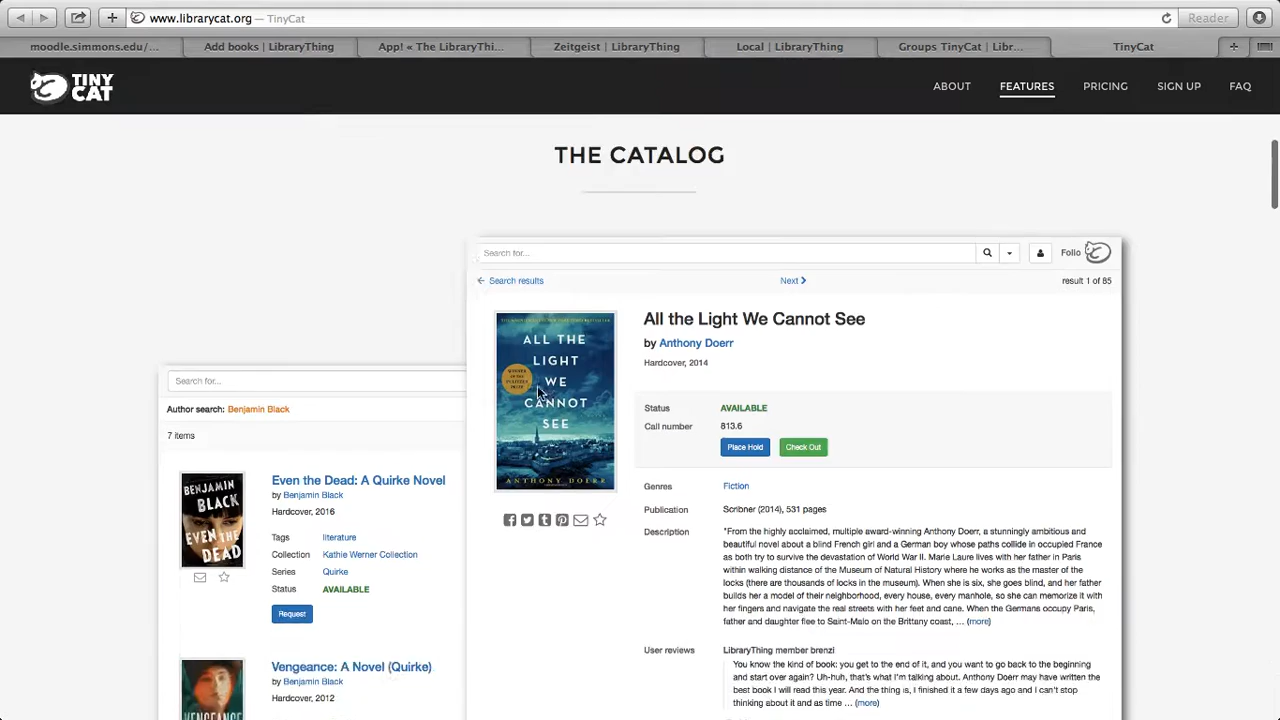 www.librarycat.org — TinyCat
Reader
moodle.simmons.edu/...
Add books | LibraryThing
App! « The LibraryThi...
Zeitgeist | LibraryThing
Local | LibraryThing
Groups TinyCat | Libr...
TinyCat
TINY
CAT
ABOUT
FEATURES
PRICING
SIGN UP
FAQ
THE CATALOG
Search for...
Folio
Search results
Next
result 1 of 85
ALL THE
LIGHT
WE
CANNOT
SEE
ANTHONY DOERR
All the Light We Cannot See
by Anthony Doerr
Hardcover, 2014
Status AVAILABLE
Call number 813.6
Place Hold
Check Out
Genres Fiction
Publication Scribner (2014), 531 pages
Description "From the highly acclaimed, multiple award-winning Anthony Doerr, a stunningly ambitious and
beautiful novel about a blind French girl and a German boy whose paths collide in occupied France
as both try to survive the devastation of World War II. Marie Laure lives with her father in Paris
within walking distance of the Museum of Natural History where he works as the master of the
locks (there are thousands of locks in the museum). When she is six, she goes blind, and her father
builds her a model of their neighborhood, every house, every manhole, so she can memorize it with
her fingers and navigate the real streets with her feet and cane. When the Germans occupy Paris,
father and daughter flee to Saint-Malo on the Brittany coast, ... (more)
User reviews LibraryThing member brenzi
You know the kind of book: you get to the end of it, and you want to go back to the beginning
and start over again? Uh-huh, that's what I'm talking about. Anthony Doerr may have written the
best book I will read this year. And the thing is, I finished it a few days ago and I can't stop
thinking about it and as time ... (more)
Search for...
Author search: Benjamin Black
7 items
BENJAMIN
BLACK
EVEN THE
DEAD
Even the Dead: A Quirke Novel
by Benjamin Black
Hardcover, 2016
Tags literature
Collection Kathie Werner Collection
Series Quirke
Status AVAILABLE
Request
VENGEANCE
Vengeance: A Novel (Quirke)
by Benjamin Black
Hardcover, 2012